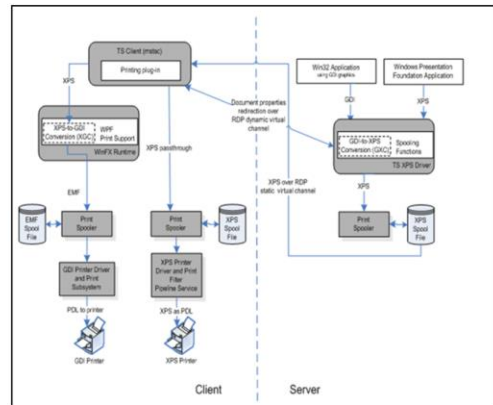 TS Client (mstsc)
Printing plug-in
XPS
XPS-to-GDI
Conversion (XGC)
WPF
Print Support
WinFX Runtime
EMF
EMF
Spool
File
Print
Spooler
GDI Printer Driver
and Print
Subsystem
PDL to printer
GDI Printer
XPS passthrough
Print
Spooler
XPS
Spool
File
XPS Printer
Driver and Print
Filter
Pipeline Service
XPS as PDL
XPS Printer
Client
Document properties
redirection over
RDP dynamic virtual
channel
XPS over RDP
static virtual channel
Win32 Application
using GDI graphics
Windows Presentation
Foundation Application
GDI
XPS
GDI-to-XPS
Conversion (GXC)
Spooling
Functions
TS XPS Driver
XPS
Print
Spooler
XPS
Spool
File
Server